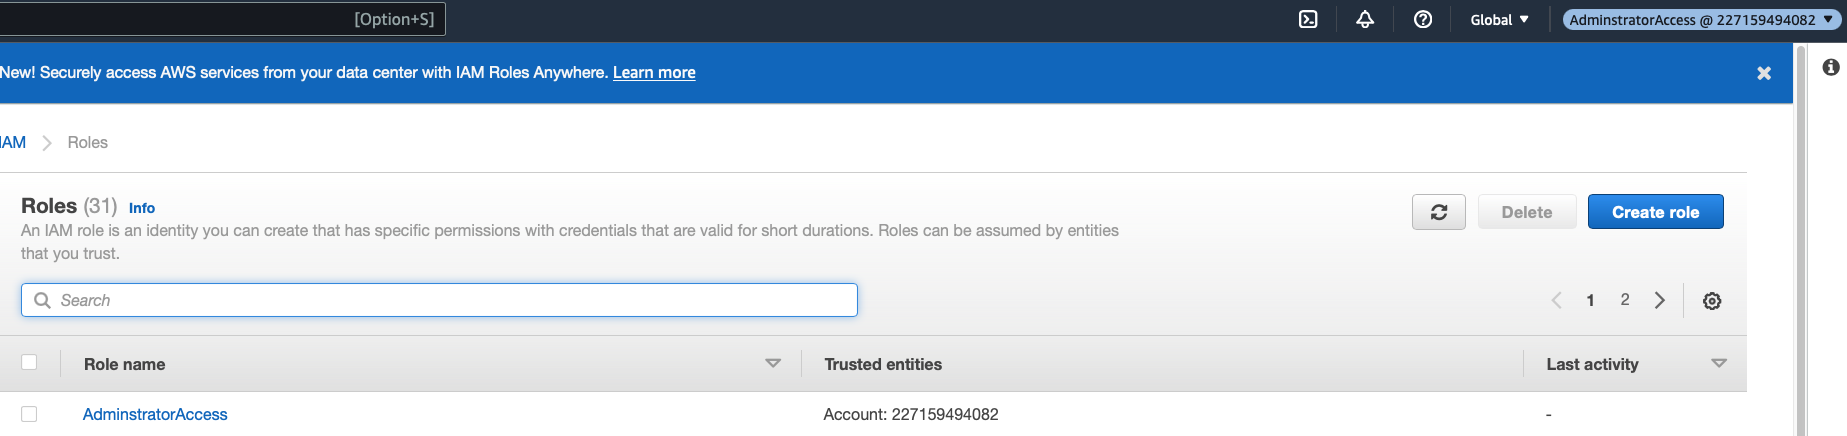 [Option+S]
Global ▼
AdminstratorAccess @ 227159494082 ▼
New! Securely access AWS services from your data center with IAM Roles Anywhere. Learn more
IAM > Roles
Roles (31) Info
Delete
Create role
An IAM role is an identity you can create that has specific permissions with credentials that are valid for short durations. Roles can be assumed by entities
that you trust.
Search
1 2
Role name
Trusted entities
Last activity
AdminstratorAccess
Account: 227159494082
-